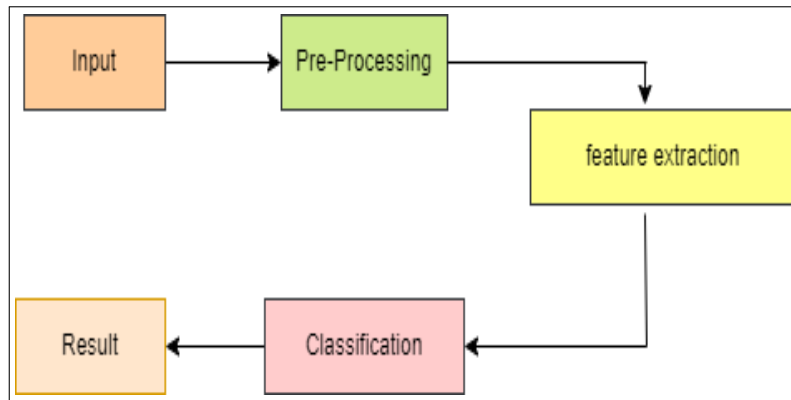 Input
Pre-Processing
feature extraction
Classification
Result